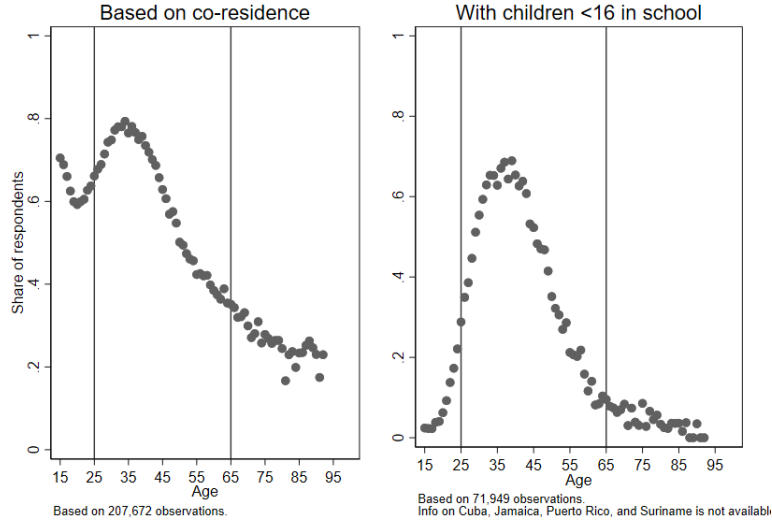 Based on co-residence
Share of respondents
0 .2 .4 .6 .8 1
15 25 35 45 55 65 75 85 95
Age
Based on 207,672 observations.
With children <16 in school
0 .2 .4 .6 .8 1
15 25 35 45 55 65 75 85 95
Age
Based on 71,949 observations.
Info on Cuba, Jamaica, Puerto Rico, and Suriname is not available